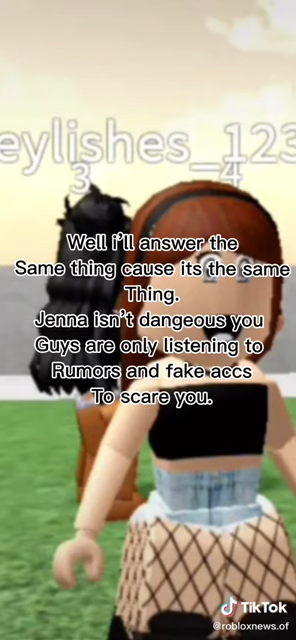 eylishes_123
3
4
Well i'll answer the
Same thing cause its the same
Thing.
Jenna isn't dangeous you
Guys are only listening to
Rumors and fake accs
To scare you.
TikTok
@robloxnews.of